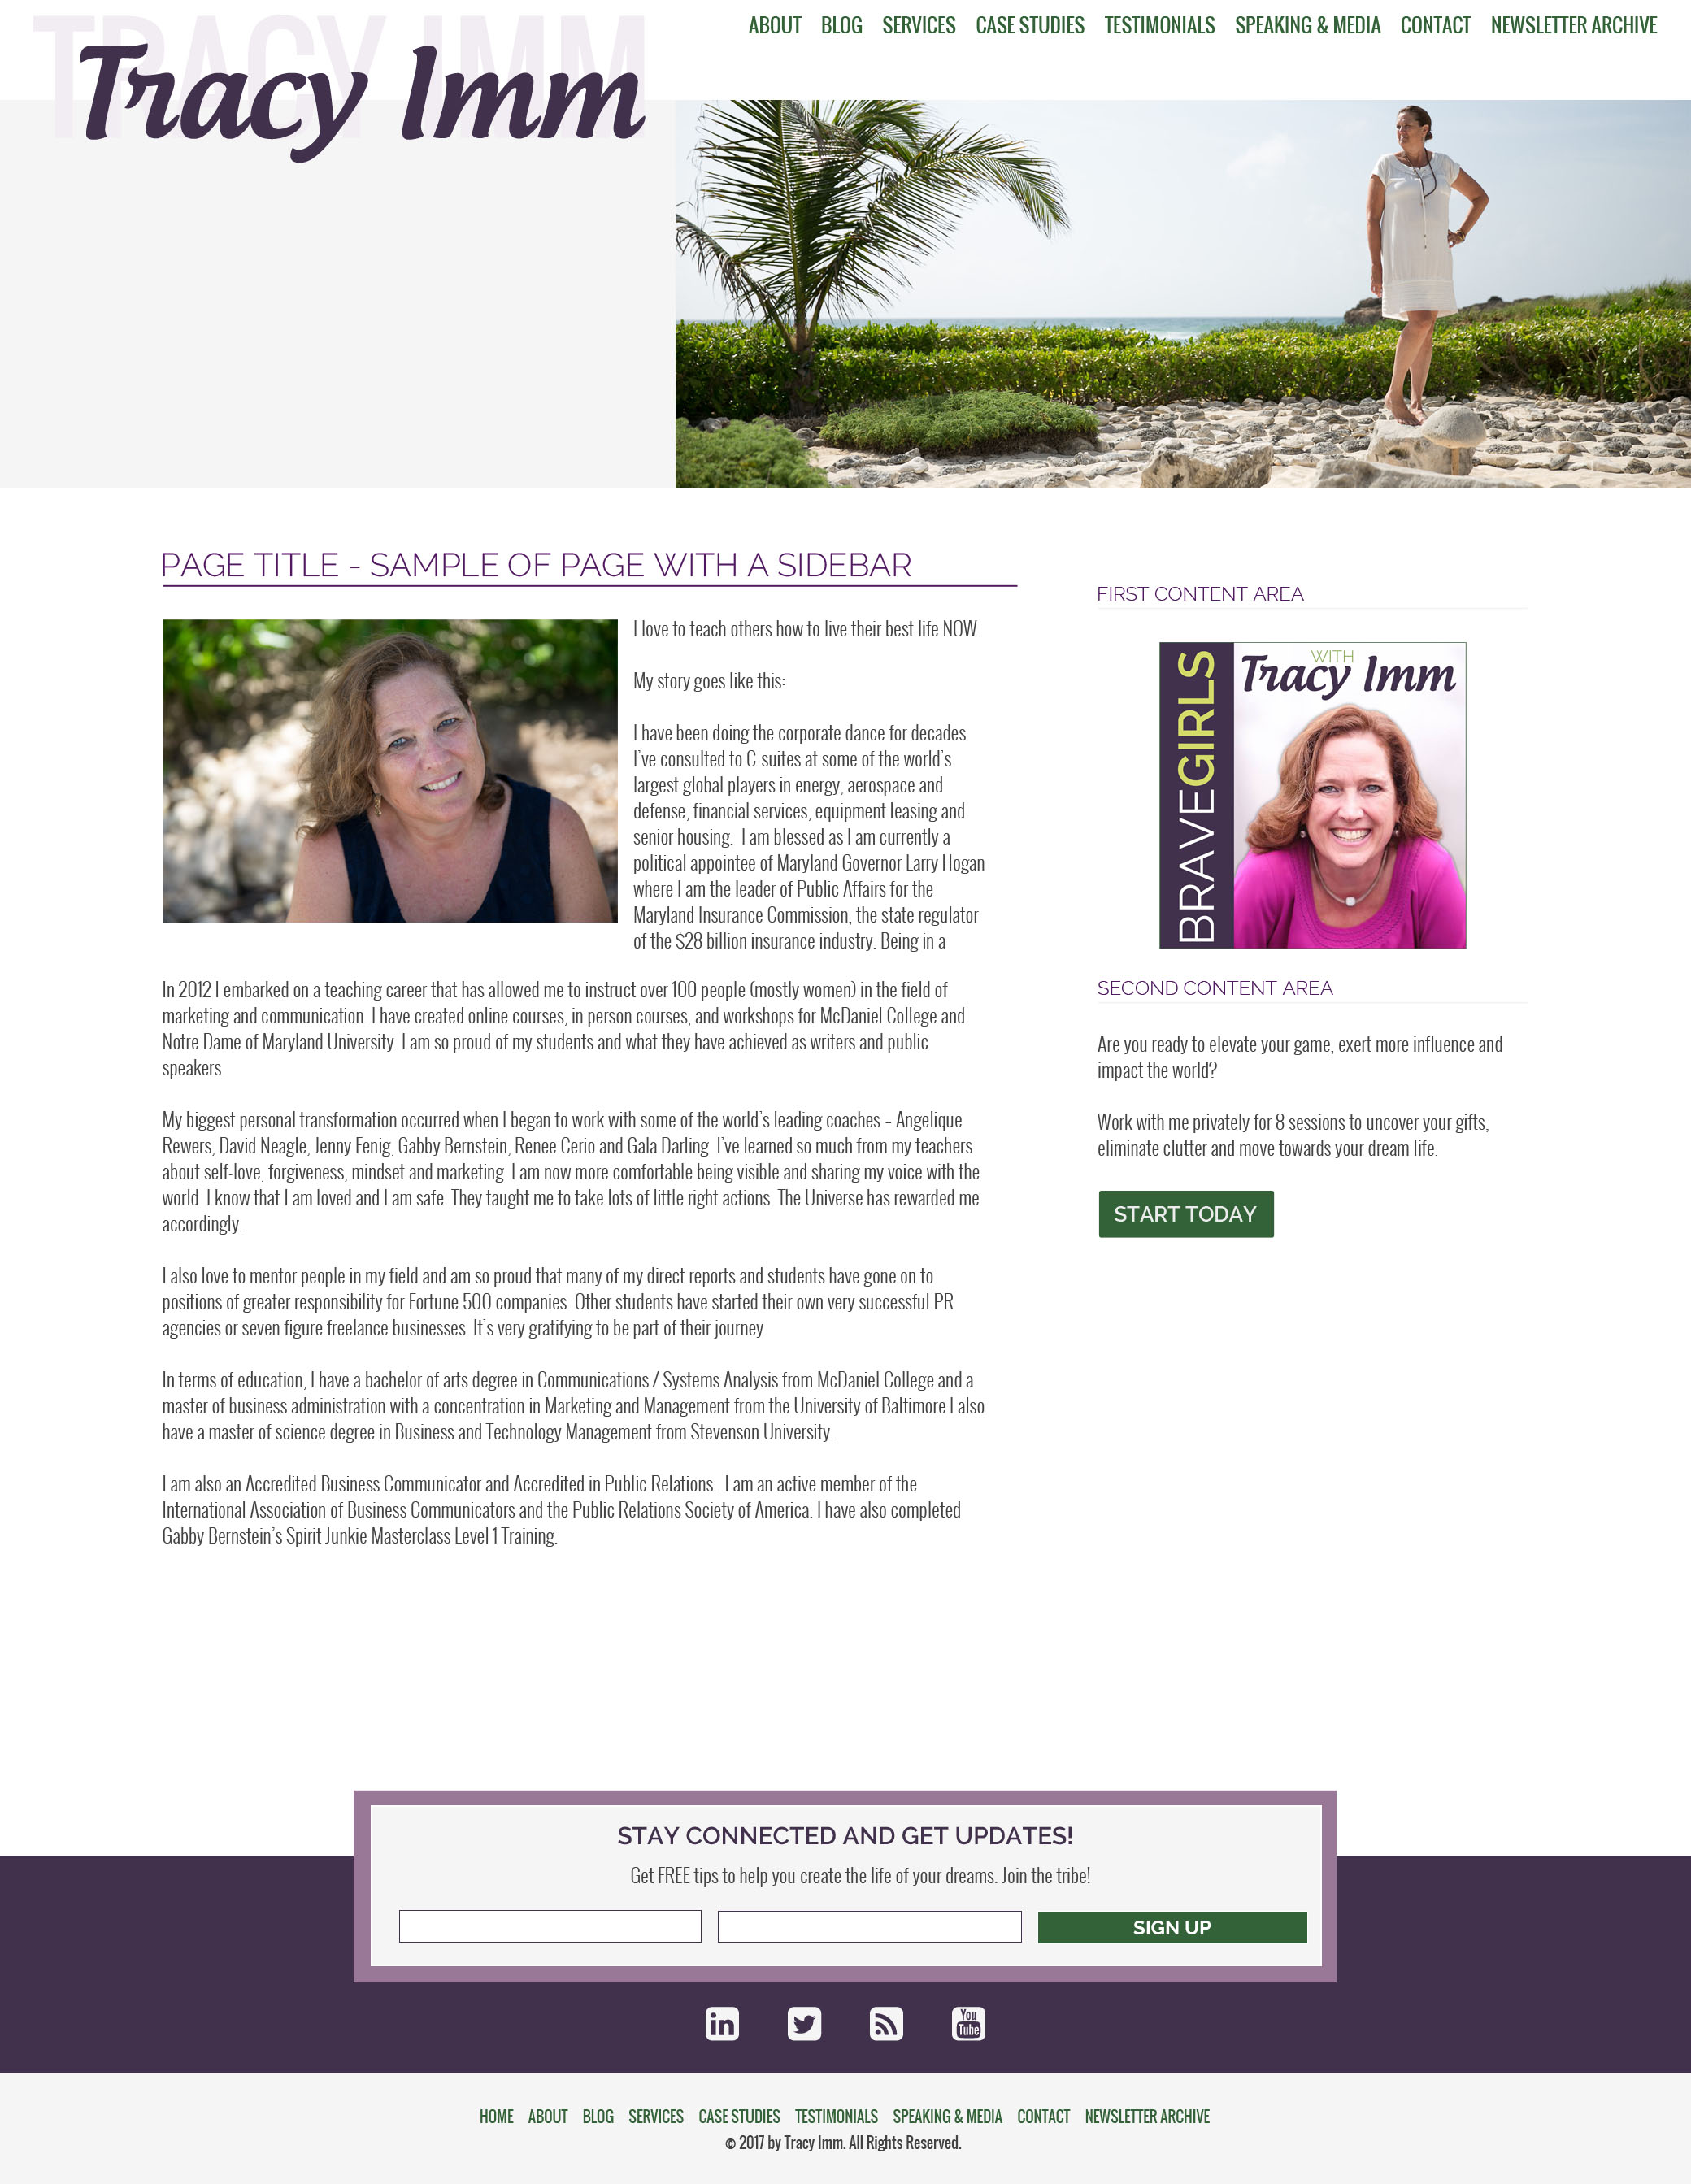 TRACY IMM
Tracy Imm
ABOUT BLOG SERVICES CASE STUDIES TESTIMONIALS SPEAKING & MEDIA CONTACT NEWSLETTER ARCHIVE
PAGE TITLE - SAMPLE OF PAGE WITH A SIDEBAR
I love to teach others how to live their best life NOW.
My story goes like this:
I have been doing the corporate dance for decades.
I've consulted to C-suites at some of the world's
largest global players in energy, aerospace and
defense, financial services, equipment leasing and
senior housing.  I am blessed as I am currently a
political appointee of Maryland Governor Larry Hogan
where I am the leader of Public Affairs for the
Maryland Insurance Commission, the state regulator
of the $28 billion insurance industry. Being in a
In 2012 I embarked on a teaching career that has allowed me to instruct over 100 people (mostly women) in the field of
marketing and communication. I have created online courses, in person courses, and workshops for McDaniel College and
Notre Dame of Maryland University. I am so proud of my students and what they have achieved as writers and public
speakers.
My biggest personal transformation occurred when I began to work with some of the world's leading coaches – Angelique
Rewers, David Neagle, Jenny Fenig, Gabby Bernstein, Renee Cerio and Gala Darling. I've learned so much from my teachers
about self-love, forgiveness, mindset and marketing. I am now more comfortable being visible and sharing my voice with the
world. I know that I am loved and I am safe. They taught me to take lots of little right actions. The Universe has rewarded me
accordingly.
I also love to mentor people in my field and am so proud that many of my direct reports and students have gone on to
positions of greater responsibility for Fortune 500 companies. Other students have started their own very successful PR
agencies or seven figure freelance businesses. It's very gratifying to be part of their journey.
In terms of education, I have a bachelor of arts degree in Communications / Systems Analysis from McDaniel College and a
master of business administration with a concentration in Marketing and Management from the University of Baltimore.I also
have a master of science degree in Business and Technology Management from Stevenson University.
I am also an Accredited Business Communicator and Accredited in Public Relations.  I am an active member of the
International Association of Business Communicators and the Public Relations Society of America. I have also completed
Gabby Bernstein's Spirit Junkie Masterclass Level 1 Training.
FIRST CONTENT AREA
BRAVEGIRLS
WITH
Tracy Imm
SECOND CONTENT AREA
Are you ready to elevate your game, exert more influence and
impact the world?
Work with me privately for 8 sessions to uncover your gifts,
eliminate clutter and move towards your dream life.
START TODAY
STAY CONNECTED AND GET UPDATES!
Get FREE tips to help you create the life of your dreams. Join the tribe!
SIGN UP
in
You
Tube
HOME ABOUT BLOG SERVICES CASE STUDIES TESTIMONIALS SPEAKING & MEDIA CONTACT NEWSLETTER ARCHIVE
© 2017 by Tracy Imm. All Rights Reserved.